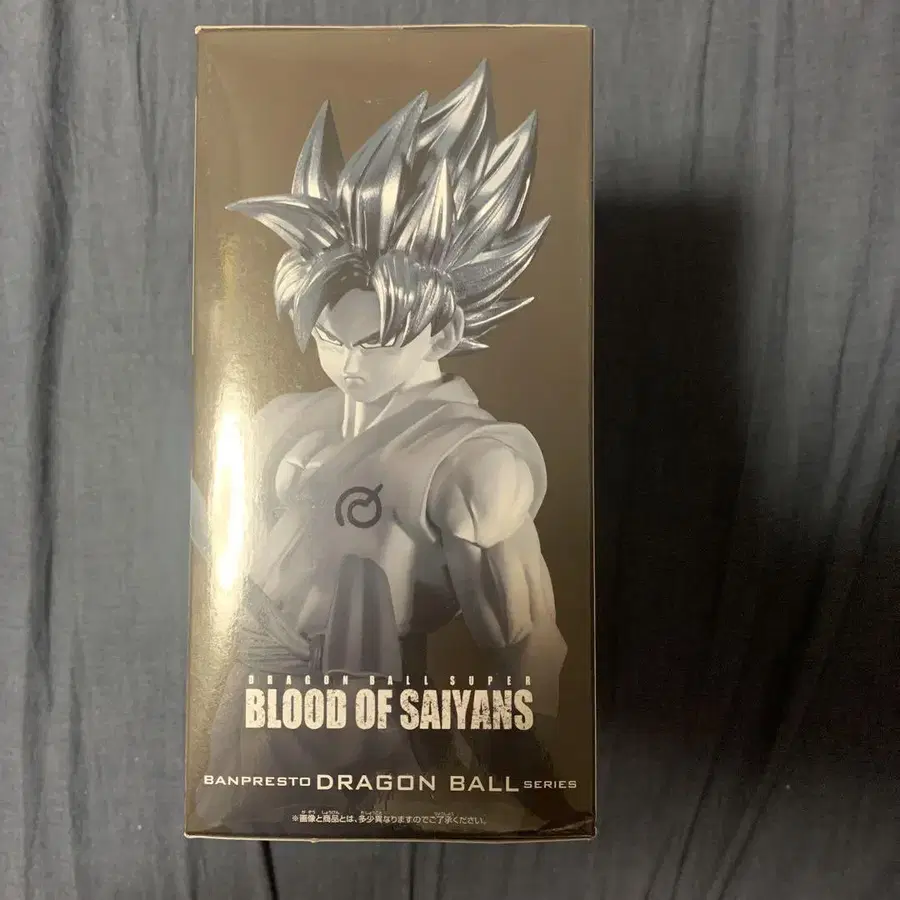 DRAGON BALL SUPER
BLOOD OF SAIYANS
BANPRESTO DRAGON BALL SERIES
※画像と商品とは、多少異なりますのでご了承ください。